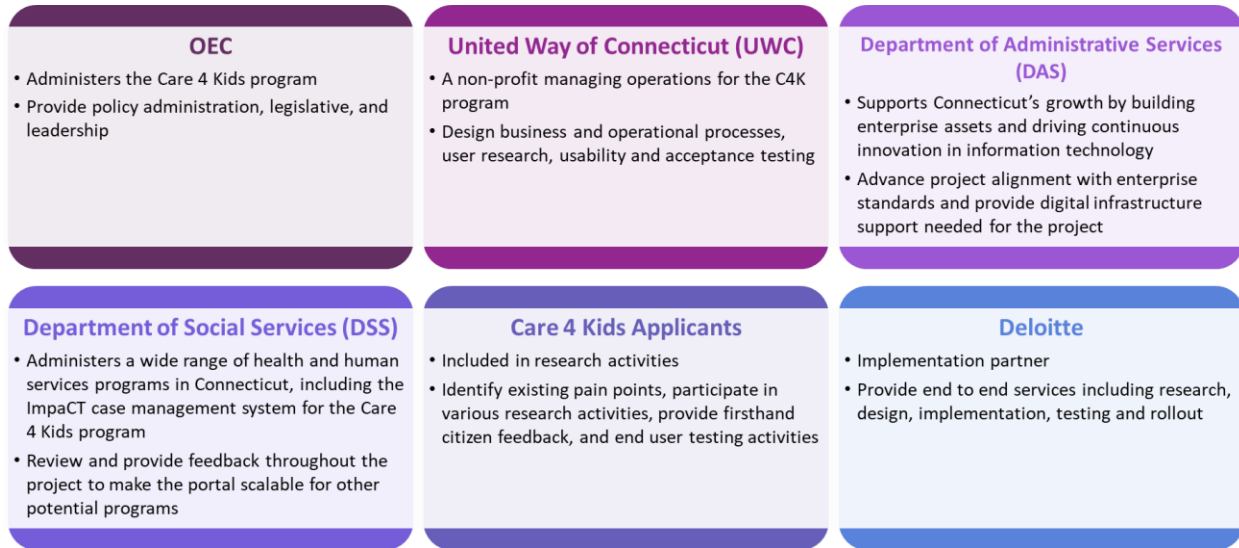 OEC
• Administers the Care 4 Kids program
• Provide policy administration, legislative, and
leadership
United Way of Connecticut (UWC)
• A non-profit managing operations for the C4K
program
• Design business and operational processes,
user research, usability and acceptance testing
Department of Administrative Services
(DAS)
• Supports Connecticut’s growth by building
enterprise assets and driving continuous
innovation in information technology
• Advance project alignment with enterprise
standards and provide digital infrastructure
support needed for the project
Department of Social Services (DSS)
• Administers a wide range of health and human
services programs in Connecticut, including the
ImpaCT case management system for the Care
4 Kids program
• Review and provide feedback throughout the
project to make the portal scalable for other
potential programs
Care 4 Kids Applicants
• Included in research activities
• Identify existing pain points, participate in
various research activities, provide firsthand
citizen feedback, and end user testing activities
Deloitte
• Implementation partner
• Provide end to end services including research,
design, implementation, testing and rollout